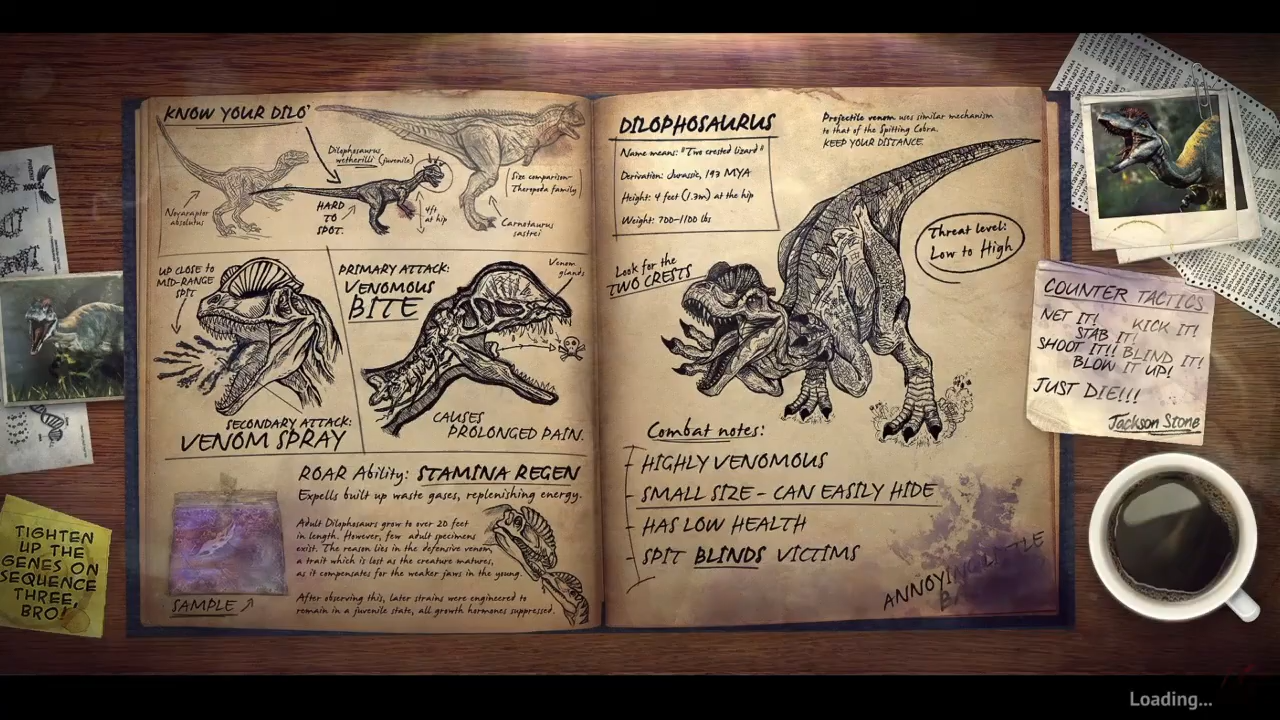 KNOW YOUR DILO'
Dilophosaurus
wetherilli (juvenile)
Size comparison-
Theropoda family
Novaraptor
absolutus
HARD
TO
SPOT.
4ft
at hip
Carnotaurus
sastrei
UP CLOSE TO
MID-RANGE
SPIT
SECONDARY ATTACK:
VENOM SPRAY
PRIMARY ATTACK:
VENOMOUS
BITE
Venom
glands
CAUSES
PROLONGED PAIN.
ROAR Ability: STAMINA REGEN
Expells built up waste gases, replenishing energy.
Adult Dilophosaurs grow to over 20 feet
in length. However, few adult specimens
exist. The reason lies in the defensive venom,
a trait which is lost as the creature matures,
as it compensates for the weaker jaws in the young.
After observing this, later strains were engineered to
remain in a juvenile state, all growth hormones suppressed.
SAMPLE
DILOPHOSAURUS
Name means: "Two crested lizard"
Derivation: Jurassic, 193 MYA
Height: 4 feet (1.3m) at the hip
Weight: 700-1100 lbs
Projectile venom uses similar mechanism
to that of the Spitting Cobra.
KEEP YOUR DISTANCE.
Threat level:
Low to High
Look for the
TWO CRESTS
Combat notes:
- HIGHLY VENOMOUS
- SMALL SIZE - CAN EASILY HIDE
- HAS LOW HEALTH
- SPIT BLINDS VICTIMS
ANNOYING LITTLE
COUNTER TACTICS
NET IT! KICK IT!
STAB IT!
SHOOT IT!! BLIND IT!
BLOW IT UP!
JUST DIE!!!
Jackson Stone
TIGHTEN
UP THE
GENES ON
SEQUENCE
THREE,
BRO!
Loading...